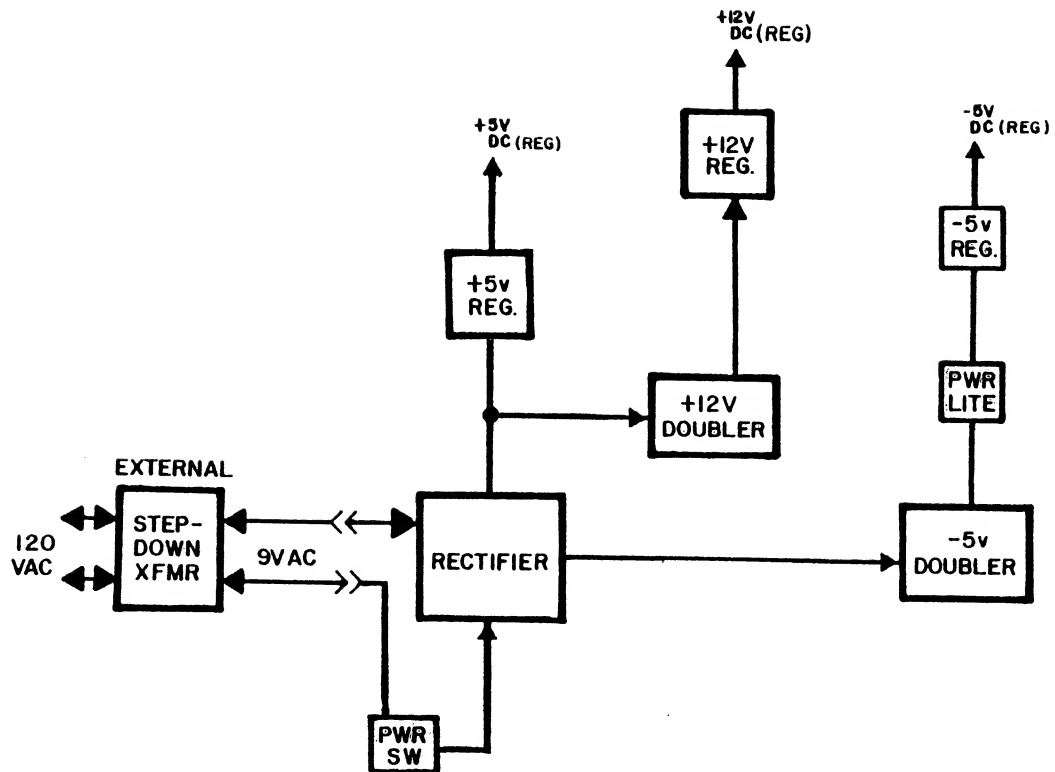 +12V
DC (REG)
+5V
DC (REG)
-5V
DC (REG)
+12V
REG.
-5v
REG.
+5v
REG.
PWR
LITE
+12V
DOUBLER
EXTERNAL
STEP-
DOWN
XFMR
120
VAC
9VAC
RECTIFIER
-5v
DOUBLER
PWR
SW